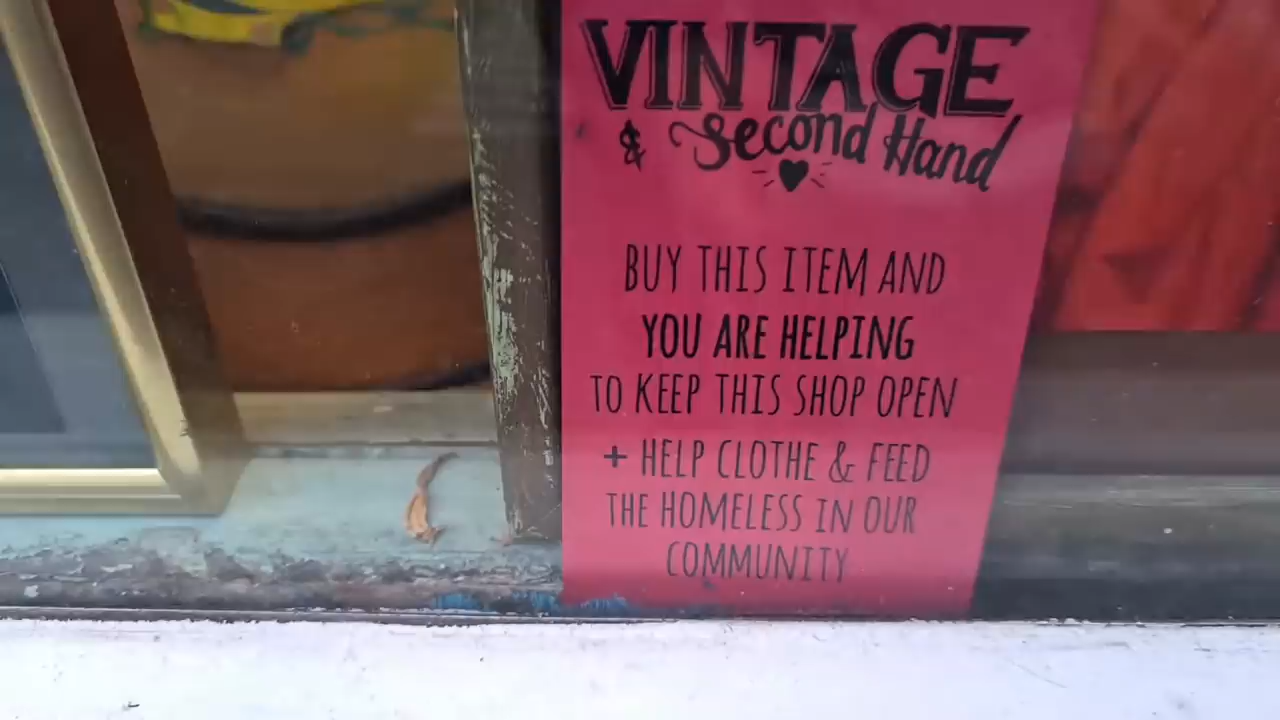 VINTAGE
& Second Hand
BUY THIS ITEM AND
YOU ARE HELPING
TO KEEP THIS SHOP OPEN
+ HELP CLOTHE & FEED
THE HOMELESS IN OUR
COMMUNITY